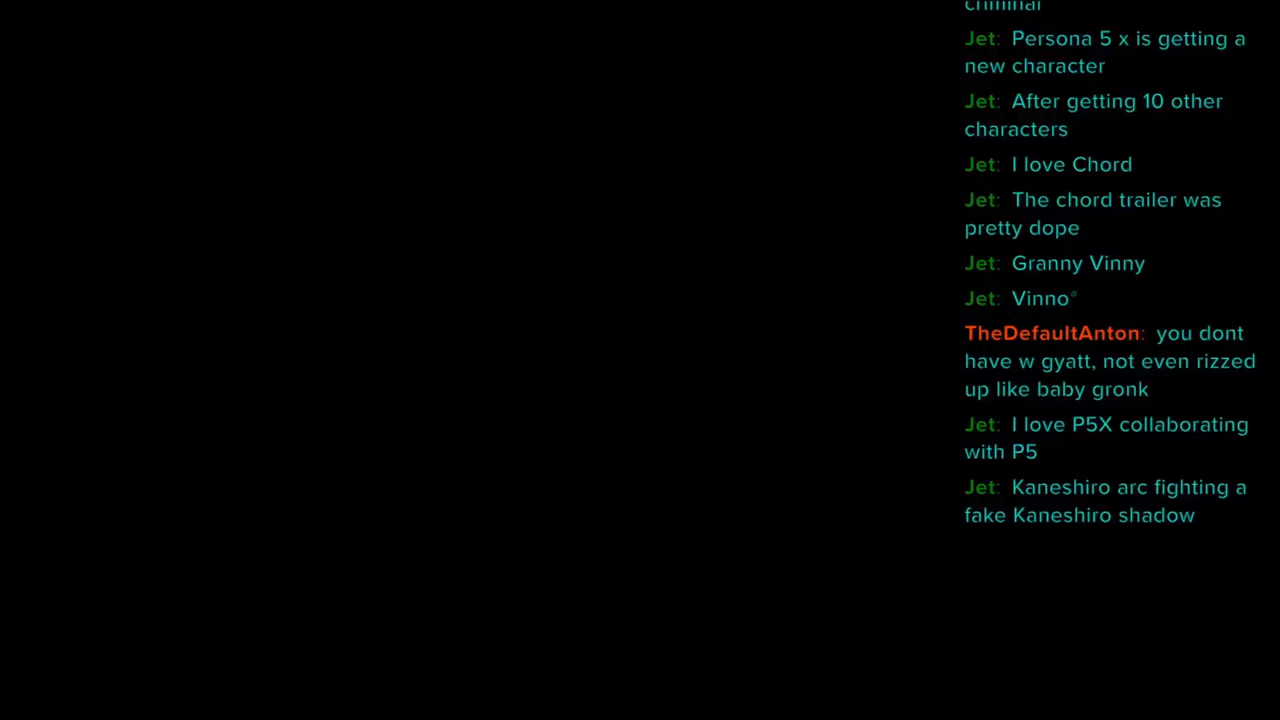 criminal
Jet: Persona 5 x is getting a
new character
Jet: After getting 10 other
characters
Jet: I love Chord
Jet: The chord trailer was
pretty dope
Jet: Granny Vinny
Jet: Vinno*
TheDefaultAnton: you dont
have w gyatt, not even rizzed
up like baby gronk
Jet: I love P5X collaborating
with P5
Jet: Kaneshiro arc fighting a
fake Kaneshiro shadow